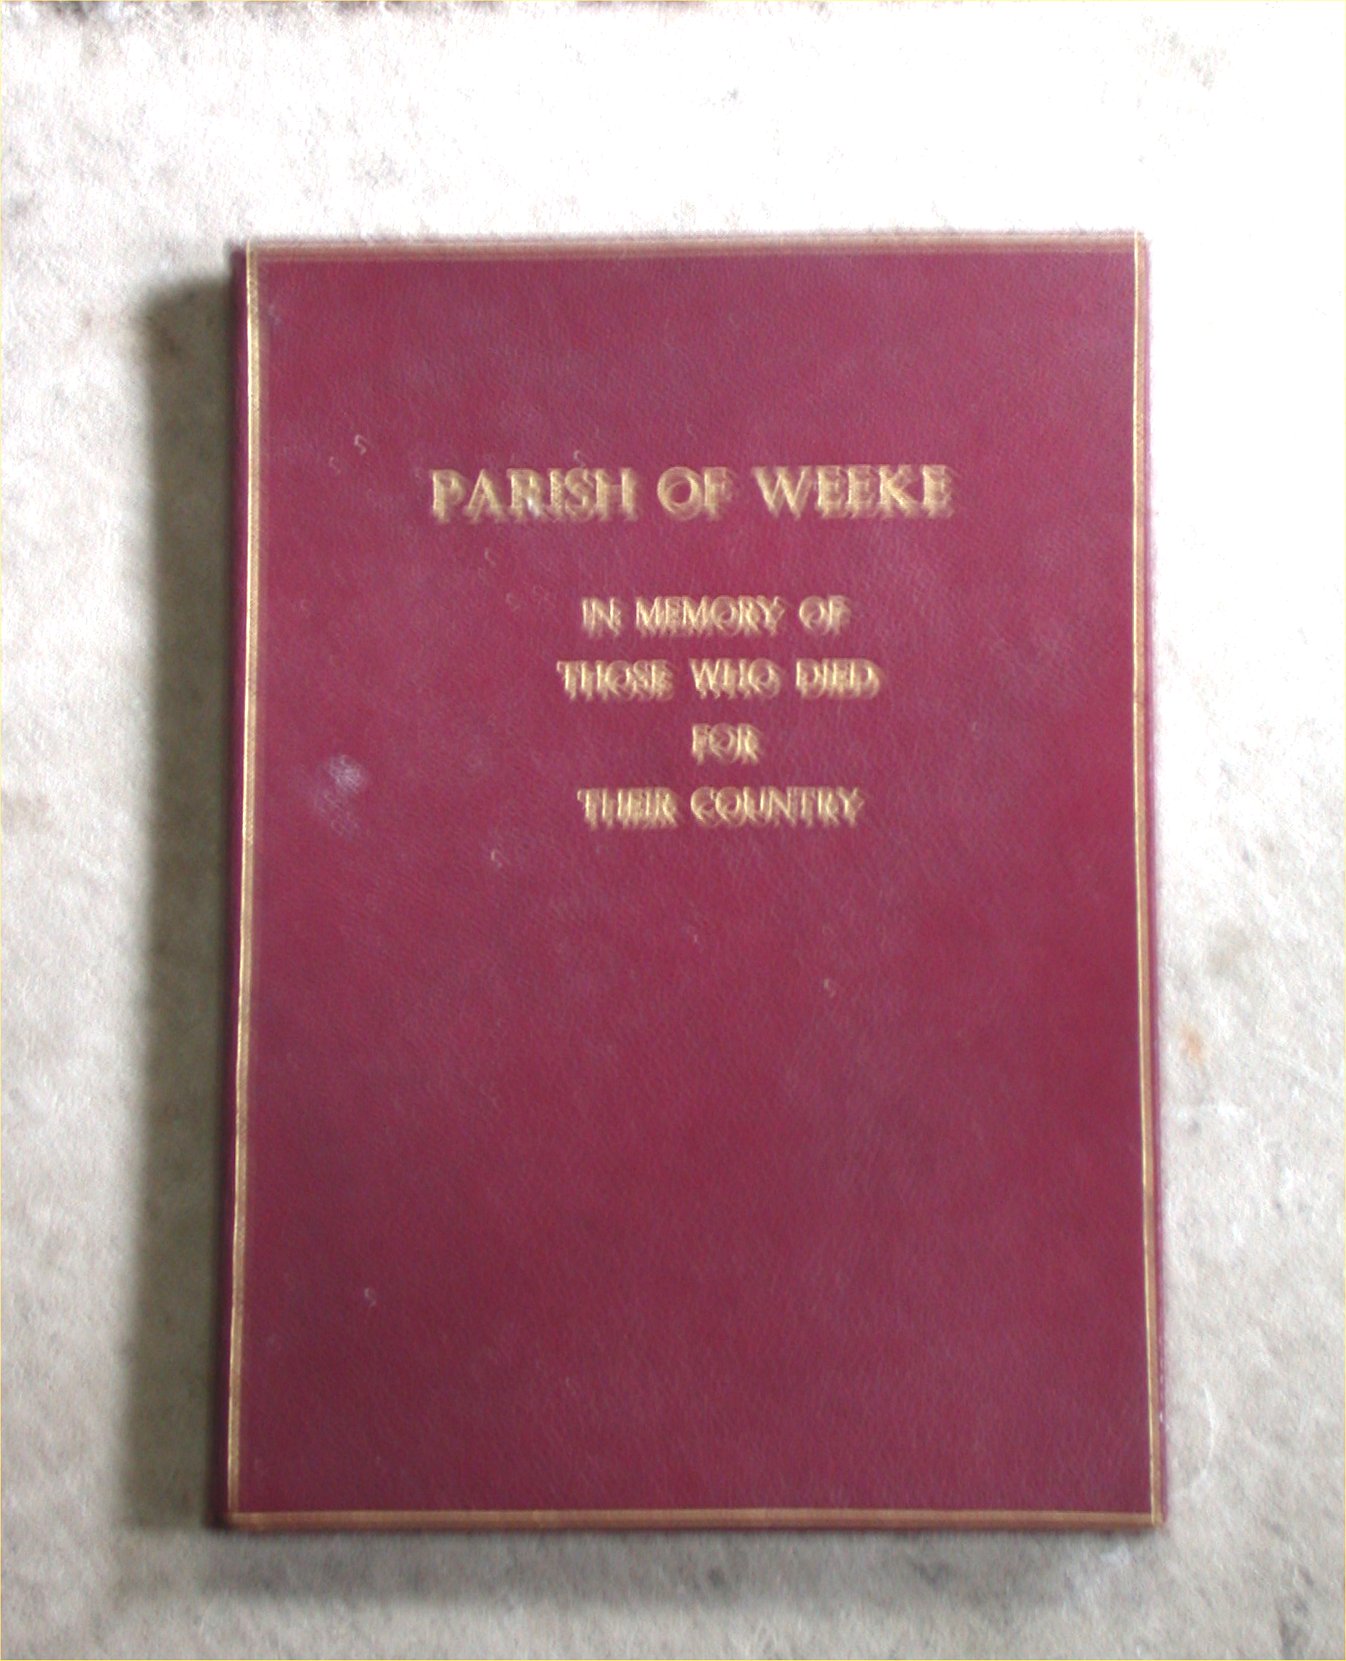 PARISH OF WEEKE
IN MEMORY OF
THOSE WHO DIED
FOR
THEIR COUNTRY